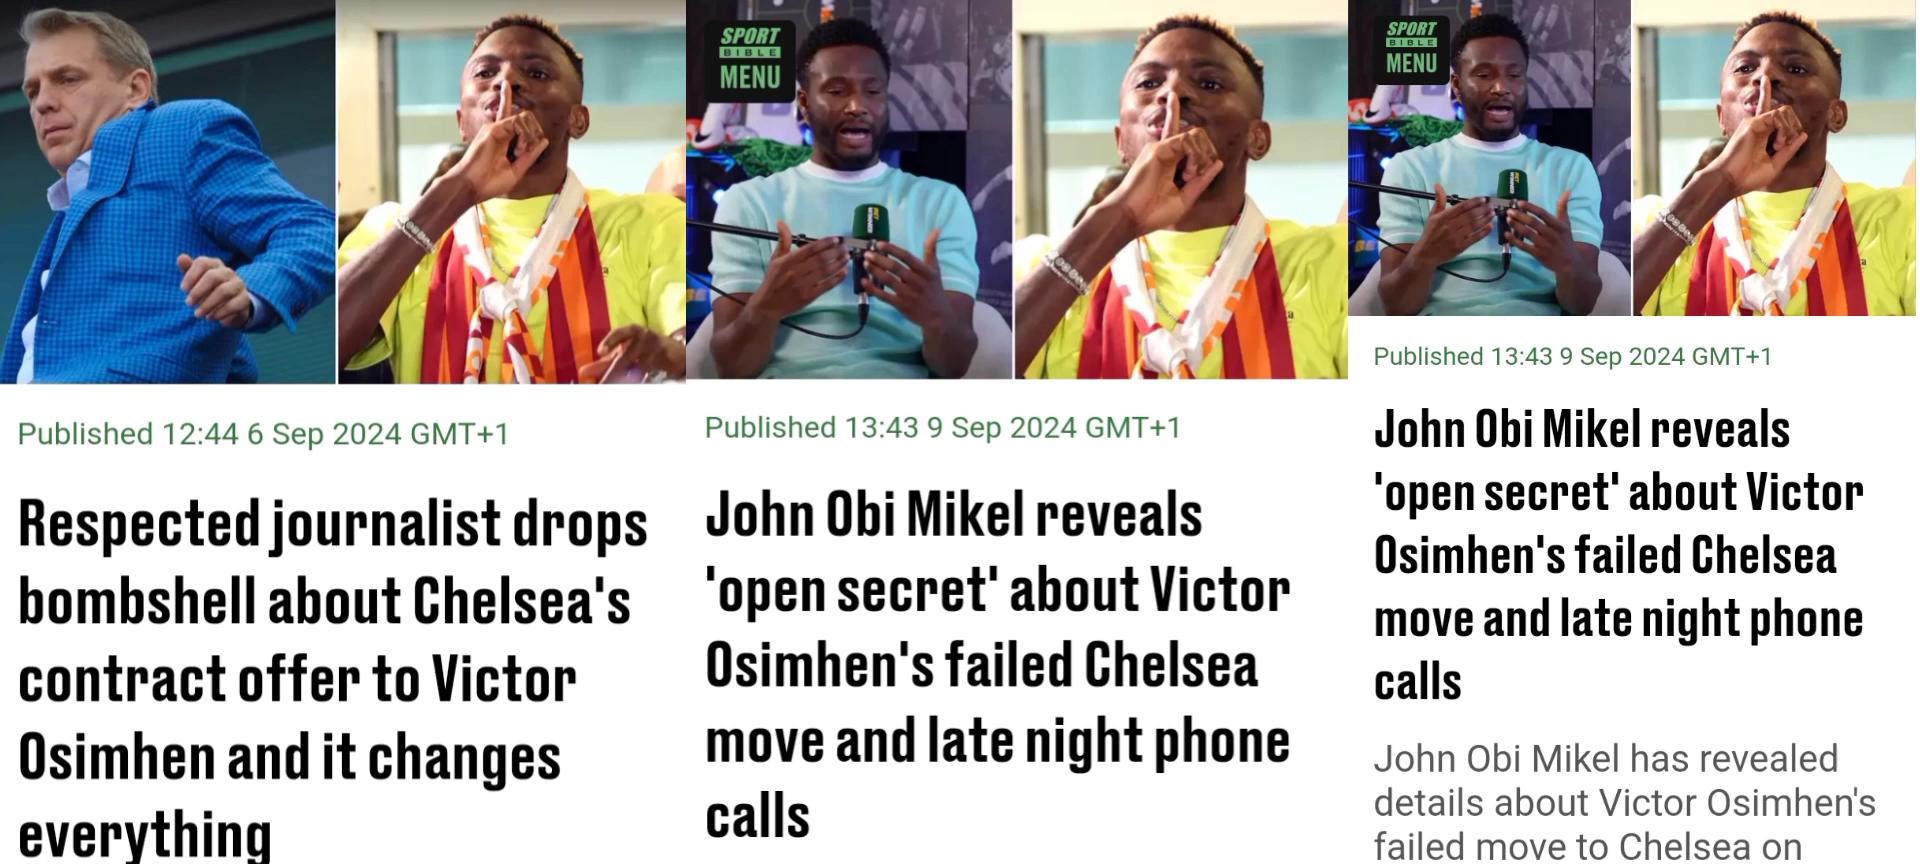 Published 12:44 6 Sep 2024 GMT+1
Respected journalist drops
bombshell about Chelsea's
contract offer to Victor
Osimhen and it changes
everything
SPORT
BIBLE
MENU
Published 13:43 9 Sep 2024 GMT+1
John Obi Mikel reveals
'open secret' about Victor
Osimhen's failed Chelsea
move and late night phone
calls
SPORT
BIBLE
MENU
Published 13:43 9 Sep 2024 GMT+1
John Obi Mikel reveals
'open secret' about Victor
Osimhen's failed Chelsea
move and late night phone
calls
John Obi Mikel has revealed
details about Victor Osimhen's
failed move to Chelsea on